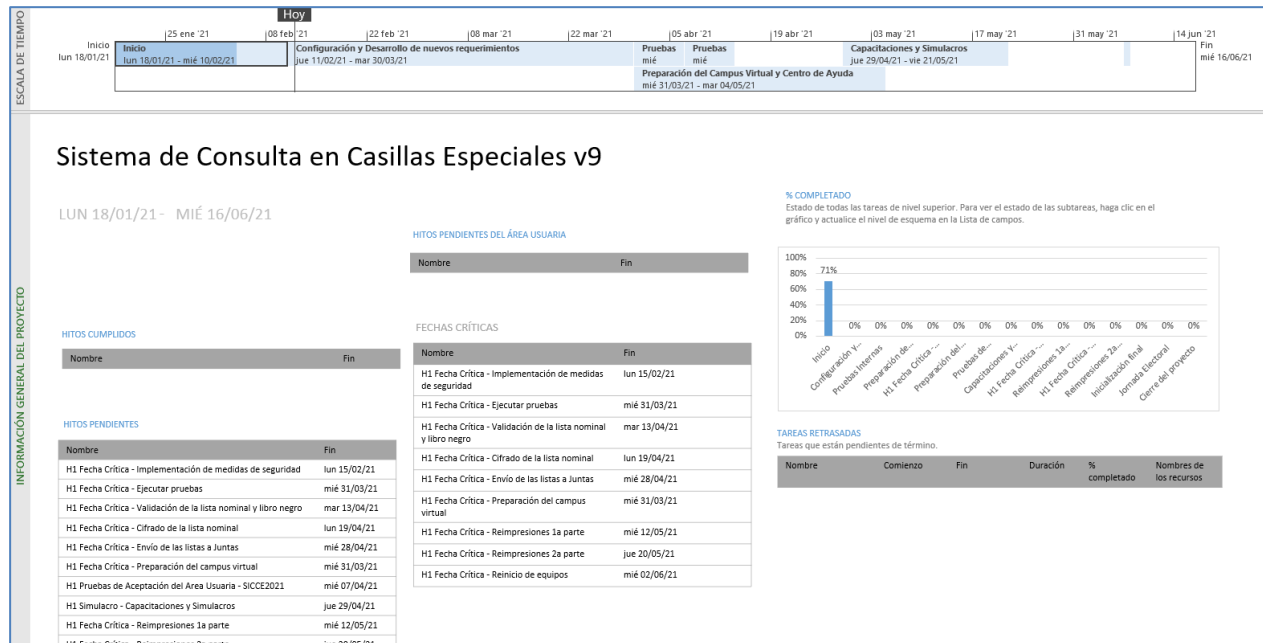 ESCALA DE TIEMPO
Hoy
25 ene '21 08 feb '21 22 feb '21 08 mar '21 22 mar '21 05 abr '21 19 abr '21 03 may '21 17 may '21 31 may '21 14 jun '21
Inicio
lun 18/01/21
Inicio
lun 18/01/21 - mié 10/02/21
Configuración y Desarrollo de nuevos requerimientos
jue 11/02/21 - mar 30/03/21
Pruebas
mié
Pruebas
mié
Capacitaciones y Simulacros
jue 29/04/21 - vie 21/05/21
Preparación del Campus Virtual y Centro de Ayuda
mié 31/03/21 - mar 04/05/21
Fin
mié 16/06/21
INFORMACIÓN GENERAL DEL PROYECTO
Sistema de Consulta en Casillas Especiales v9
LUN 18/01/21 - MIÉ 16/06/21
HITOS CUMPLIDOS
Nombre Fin
HITOS PENDIENTES
Nombre Fin
H1 Fecha Crítica - Implementación de medidas de seguridad lun 15/02/21
H1 Fecha Crítica - Ejecutar pruebas mié 31/03/21
H1 Fecha Crítica - Validación de la lista nominal y libro negro mar 13/04/21
H1 Fecha Crítica - Cifrado de la lista nominal lun 19/04/21
H1 Fecha Crítica - Envío de las listas a Juntas mié 28/04/21
H1 Fecha Crítica - Preparación del campus virtual mié 31/03/21
H1 Pruebas de Aceptación del Area Usuaria - SICCE2021 mié 07/04/21
H1 Simulacro - Capacitaciones y Simulacros jue 29/04/21
H1 Fecha Crítica - Reimpresiones 1a parte mié 12/05/21
HITOS PENDIENTES DEL ÁREA USUARIA
Nombre Fin
FECHAS CRÍTICAS
Nombre Fin
H1 Fecha Crítica - Implementación de medidas lun 15/02/21
de seguridad
H1 Fecha Crítica - Ejecutar pruebas mié 31/03/21
H1 Fecha Crítica - Validación de la lista nominal mar 13/04/21
y libro negro
H1 Fecha Crítica - Cifrado de la lista nominal lun 19/04/21
H1 Fecha Crítica - Envío de las listas a Juntas mié 28/04/21
H1 Fecha Crítica - Preparación del campus mié 31/03/21
virtual
H1 Fecha Crítica - Reimpresiones 1a parte mié 12/05/21
H1 Fecha Crítica - Reimpresiones 2a parte jue 20/05/21
H1 Fecha Crítica - Reinicio de equipos mié 02/06/21
% COMPLETADO
Estado de todas las tareas de nivel superior. Para ver el estado de las subtareas, haga clic en el
gráfico y actualice el nivel de esquema en la Lista de campos.
100%
80%
60%
40%
20%
0%
71% 0% 0% 0% 0% 0% 0% 0% 0% 0% 0% 0% 0% 0% 0%
Inicio
Configuración y...
Pruebas Internas
Preparación de...
H1 Fecha Crítica -...
Preparación del...
Pruebas de...
Capacitaciones y...
H1 Fecha Crítica -...
Reimpresiones 1a...
H1 Fecha Crítica -...
Reimpresiones 2a...
Inicialización final
Jornada Electoral
Cierre del proyecto
TAREAS RETRASADAS
Tareas que están pendientes de término.
Nombre Comienzo Fin Duración % Nombres de
completado los recursos